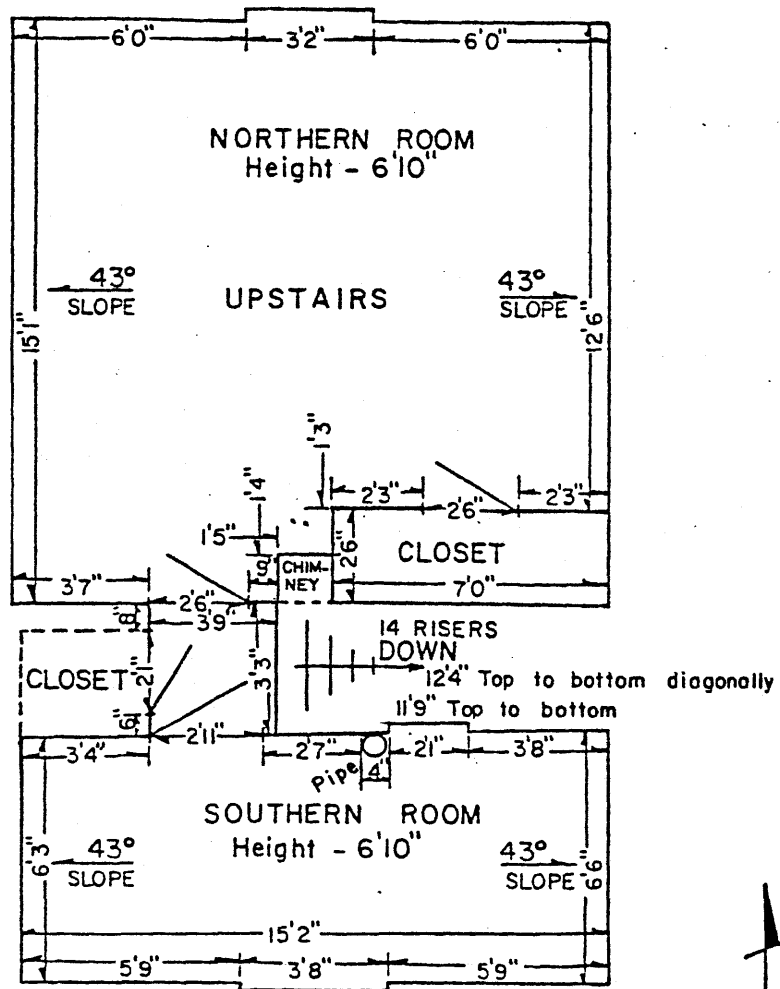 6'0" 3'2" 6'0"
NORTHERN ROOM
Height - 6'10"
43°
SLOPE
UPSTAIRS
43°
SLOPE
15'1"
12'6"
1'3"
1'4"
2'3" 2'6" 2'3"
1'5"
9"
CHIM-
NEY
2'6"
CLOSET
3'7"
7'0"
2'6"
8"
3'9"
14 RISERS
DOWN
CLOSET
2'1"
3'3"
12'4" Top to bottom diagonally
11'9" Top to bottom
6"
3'4" 2'11" 2'7" 2'1" 3'8"
Pipe
4"
SOUTHERN ROOM
Height - 6'10"
6'3"
43°
SLOPE
43°
SLOPE
6'6"
15'2"
5'9" 3'8" 5'9"